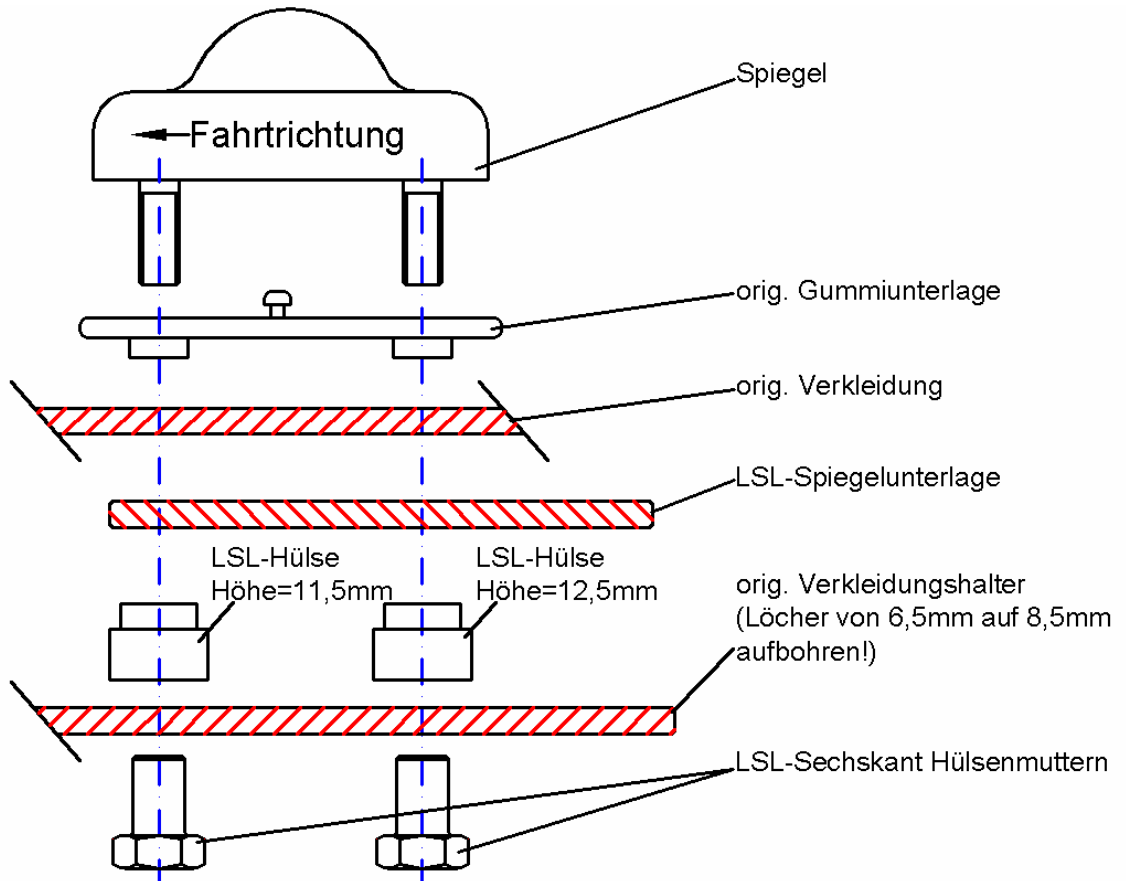 Spiegel
Fahrtrichtung
orig. Gummiunterlage
orig. Verkleidung
LSL-Spiegelunterlage
LSL-Hülse
Höhe=11,5mm
LSL-Hülse
Höhe=12,5mm
orig. Verkleidungshalter
(Löcher von 6,5mm auf 8,5mm
aufbohren!)
LSL-Sechskant Hülsenmuttern